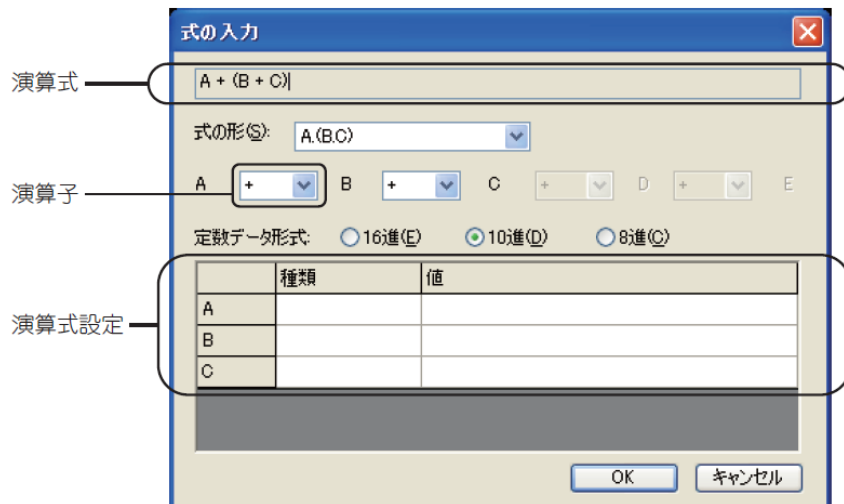 式の入力
演算式
A + (B + C)
式の形(S):
A.(B.C)
演算子
A + B + C + D + E
定数データ形式: 16進(E) 10進(D) 8進(C)
種類 値
A
演算式設定
B
C
OK キャンセル